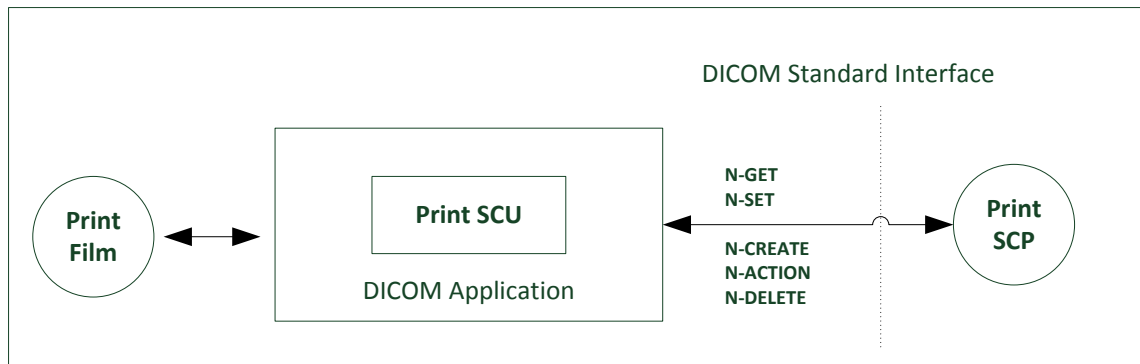 DICOM Standard Interface
Print
Film
Print SCU
DICOM Application
N-GET
N-SET
N-CREATE
N-ACTION
N-DELETE
Print
SCP